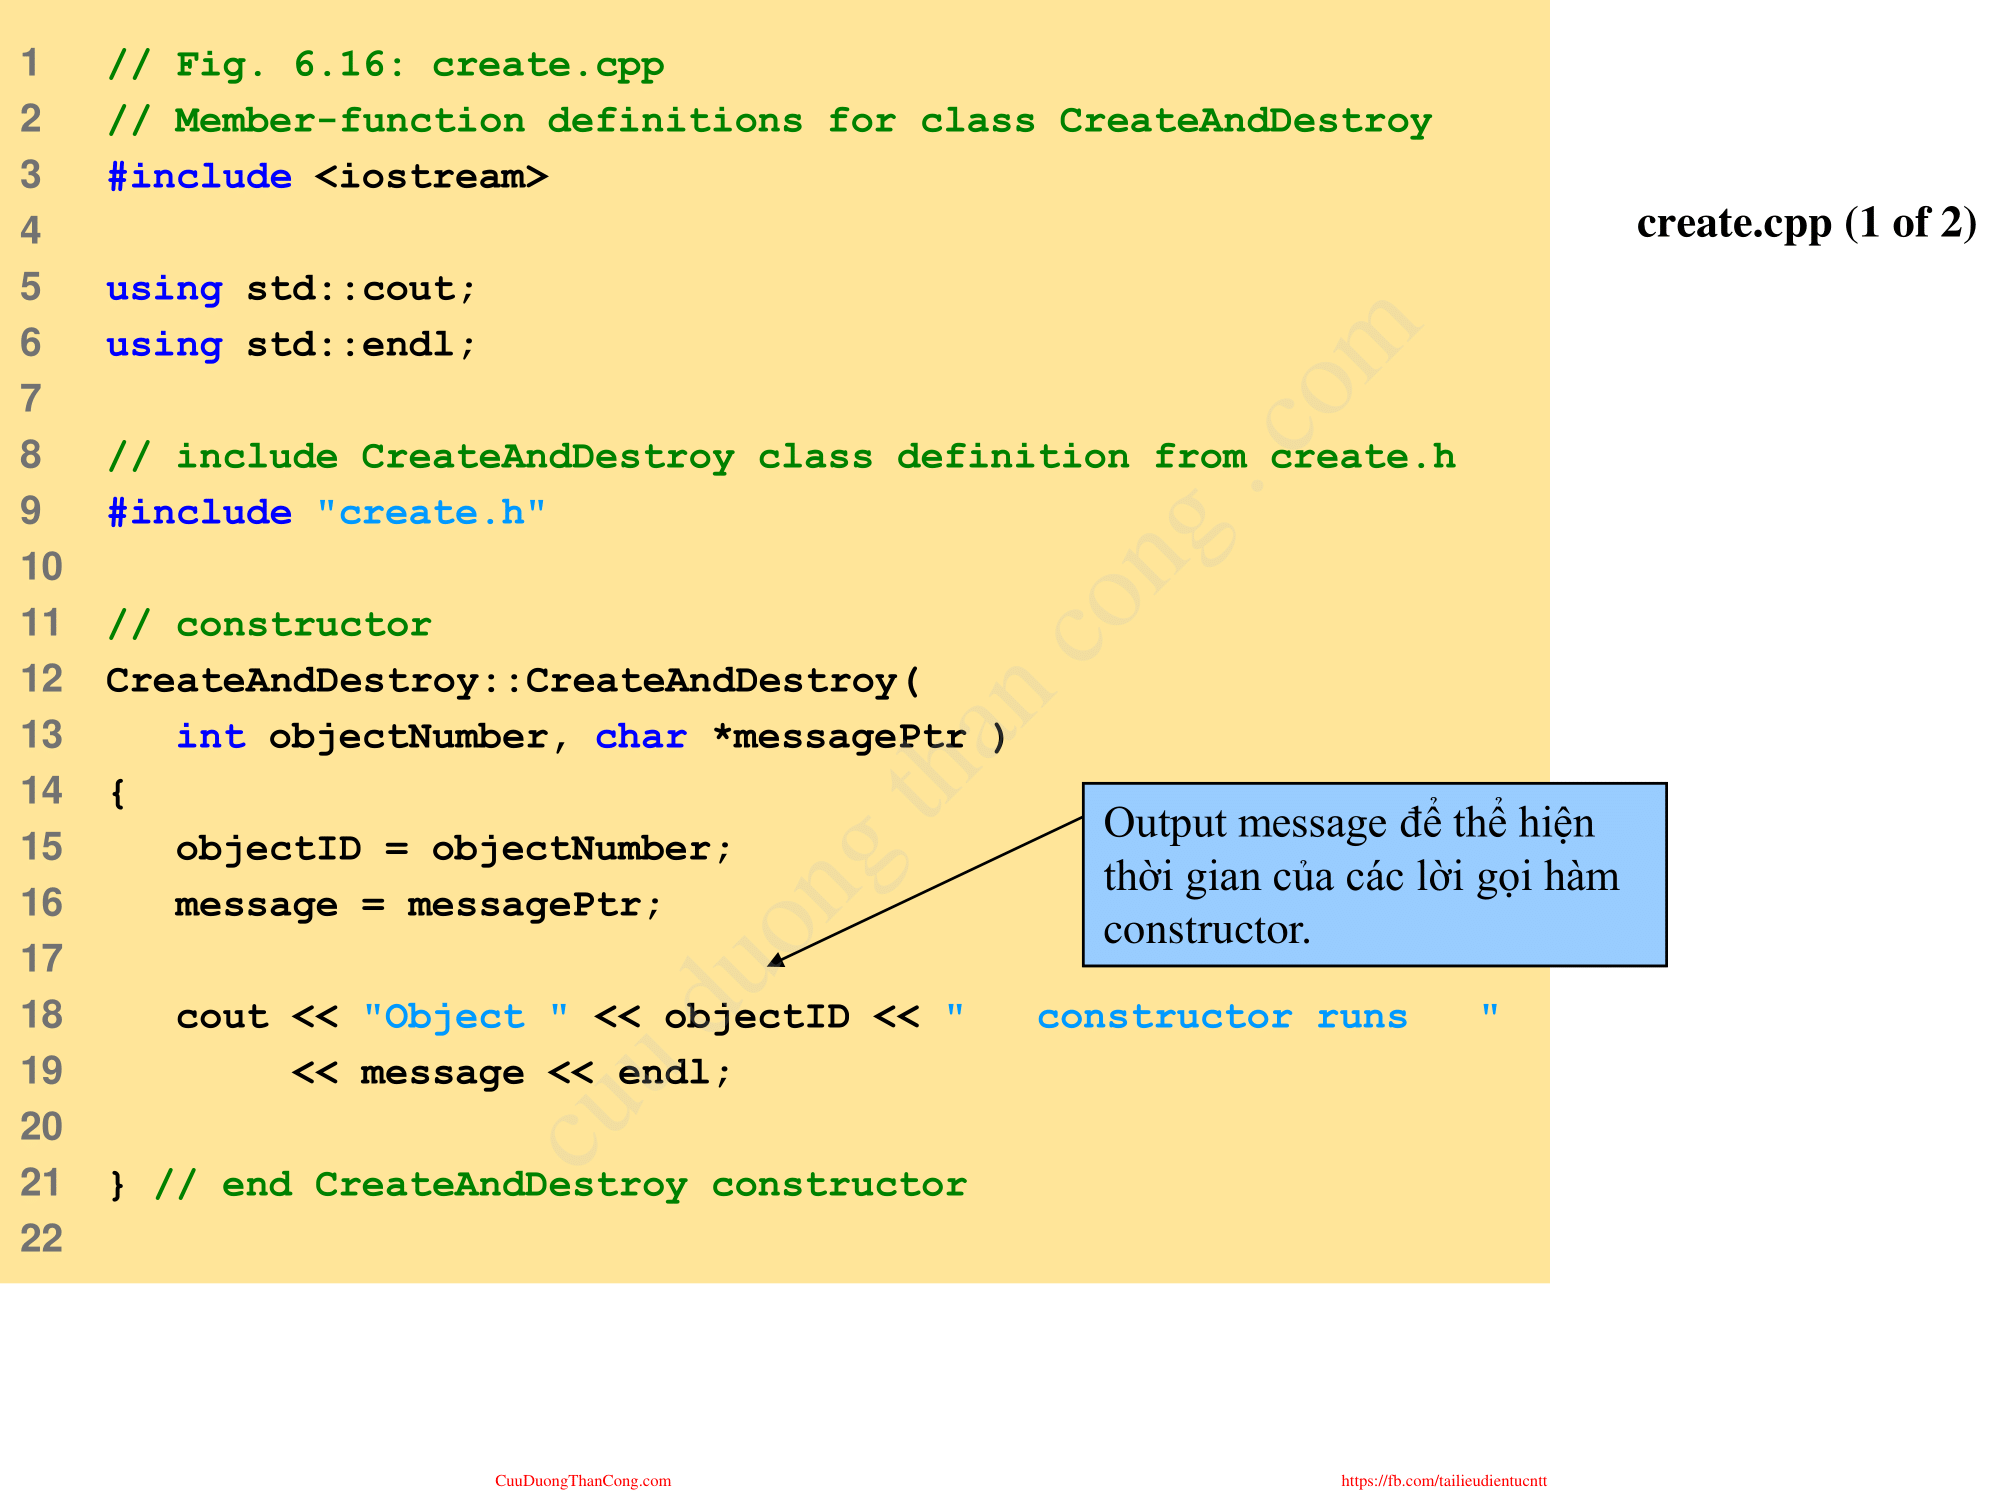 1 // Fig. 6.16: create.cpp
2 // Member-function definitions for class CreateAndDestroy
3 #include <iostream>
4
5 using std::cout;
6 using std::endl;
7
8 // include CreateAndDestroy class definition from create.h
9 #include "create.h"
10
11 // constructor
12 CreateAndDestroy::CreateAndDestroy(
13    int objectNumber, char *messagePtr )
14 {
15    objectID = objectNumber;
16    message = messagePtr;
17
18    cout << "Object " << objectID << "   constructor runs   "
19         << message << endl;
20
21 } // end CreateAndDestroy constructor
22
create.cpp (1 of 2)
Output message để thể hiện
thời gian của các lời gọi hàm
constructor.
cuu duong than cong . com
CuuDuongThanCong.com
https://fb.com/tailieudientucntt